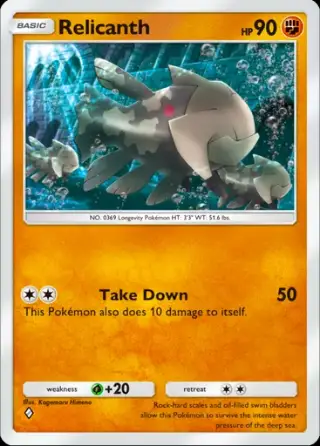 BASIC
Relicanth
HP 90
NO. 0369 Longevity Pokémon HT: 3'3" WT: 51.6 lbs.
Take Down 50
This Pokémon also does 10 damage to itself.
weakness +20 retreat
Illus. Kagemaru Himeno
Rock-hard scales and oil-filled swim bladders
allow this Pokémon to survive the intense water
pressure of the deep sea.